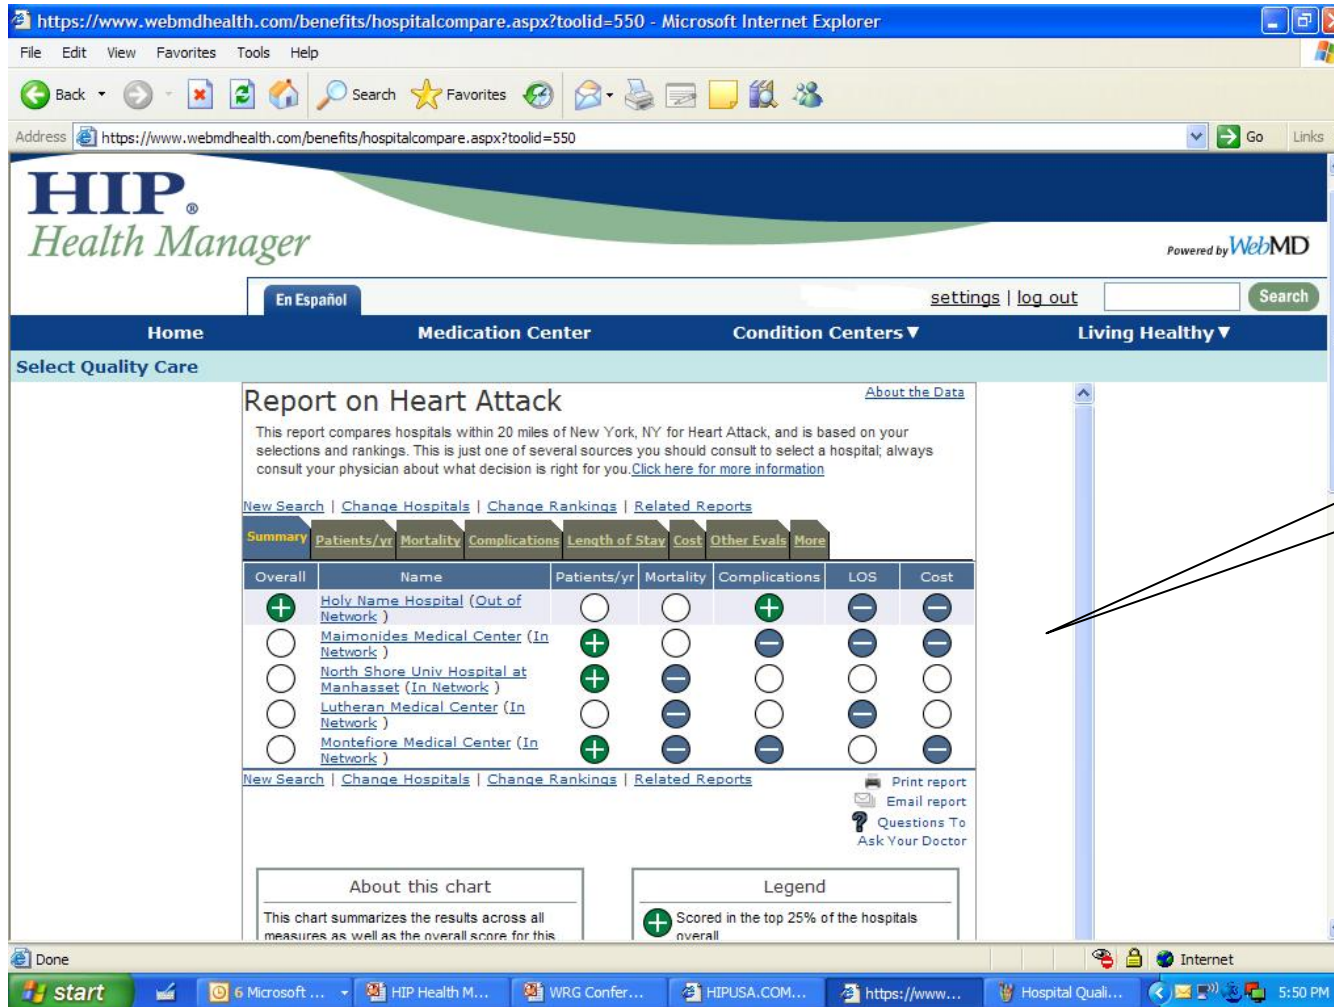 https://www.webmdhealth.com/benefits/hospitalcompare.aspx?toolid=550 - Microsoft Internet Explorer
File Edit View Favorites Tools Help
Back Search Favorites
Address https://www.webmdhealth.com/benefits/hospitalcompare.aspx?toolid=550 Go Links
HIP®
Health Manager
Powered by WebMD
En Español settings | log out Search
Home Medication Center Condition Centers▼ Living Healthy▼
Select Quality Care
Report on Heart Attack About the Data
This report compares hospitals within 20 miles of New York, NY for Heart Attack, and is based on your
selections and rankings. This is just one of several sources you should consult to select a hospital; always
consult your physician about what decision is right for you. Click here for more information
New Search | Change Hospitals | Change Rankings | Related Reports
Summary Patients/yr Mortality Complications Length of Stay Cost Other Evals More
Overall Name Patients/yr Mortality Complications LOS Cost
Holy Name Hospital (Out of
Network )
Maimonides Medical Center (In
Network )
North Shore Univ Hospital at
Manhasset (In Network )
Lutheran Medical Center (In
Network )
Montefiore Medical Center (In
Network )
New Search | Change Hospitals | Change Rankings | Related Reports
Print report
Email report
Questions To
Ask Your Doctor
About this chart
This chart summarizes the results across all
measures as well as the overall score for this
Legend
Scored in the top 25% of the hospitals
overall
Done Internet
start 6 Microsoft ... HIP Health M... WRG Confer... HIPUSA.COM... https://www... Hospital Quali... 5:50 PM